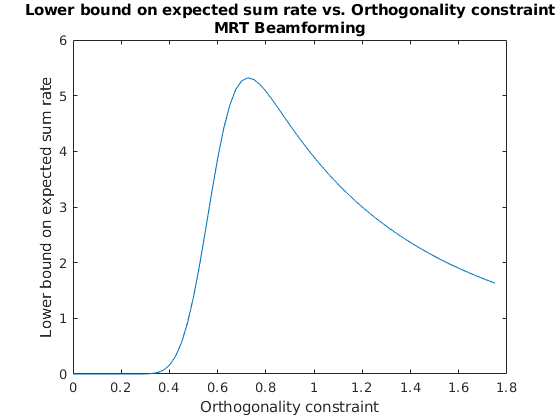 Lower bound on expected sum rate vs. Orthogonality constraint
MRT Beamforming
6
5
4
3
2
1
0
Lower bound on expected sum rate
0 0.2 0.4 0.6 0.8 1 1.2 1.4 1.6 1.8
Orthogonality constraint